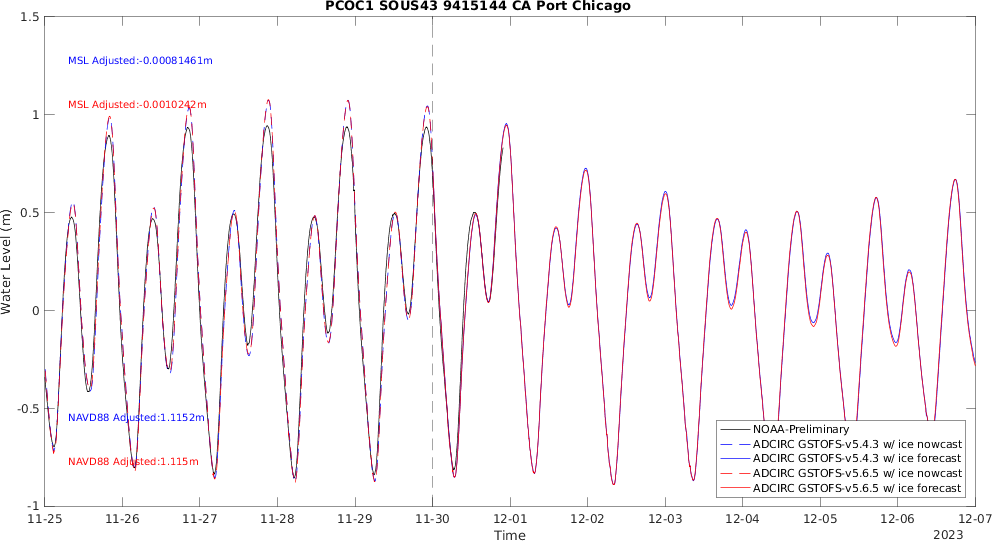 PCOC1 SOUS43 9415144 CA Port Chicago
1.5
MSL Adjusted:-0.00081461m
MSL Adjusted:-0.0010242m
1
0.5
Water Level (m)
0
-0.5
NAVD88 Adjusted:1.1152m
NAVD88 Adjusted:1.115m
-1
NOAA-Preliminary
ADCIRC GSTOFS-v5.4.3 w/ ice nowcast
ADCIRC GSTOFS-v5.4.3 w/ ice forecast
ADCIRC GSTOFS-v5.6.5 w/ ice nowcast
ADCIRC GSTOFS-v5.6.5 w/ ice forecast
11-25 11-26 11-27 11-28 11-29 11-30 12-01 12-02 12-03 12-04 12-05 12-06 12-07
Time
2023